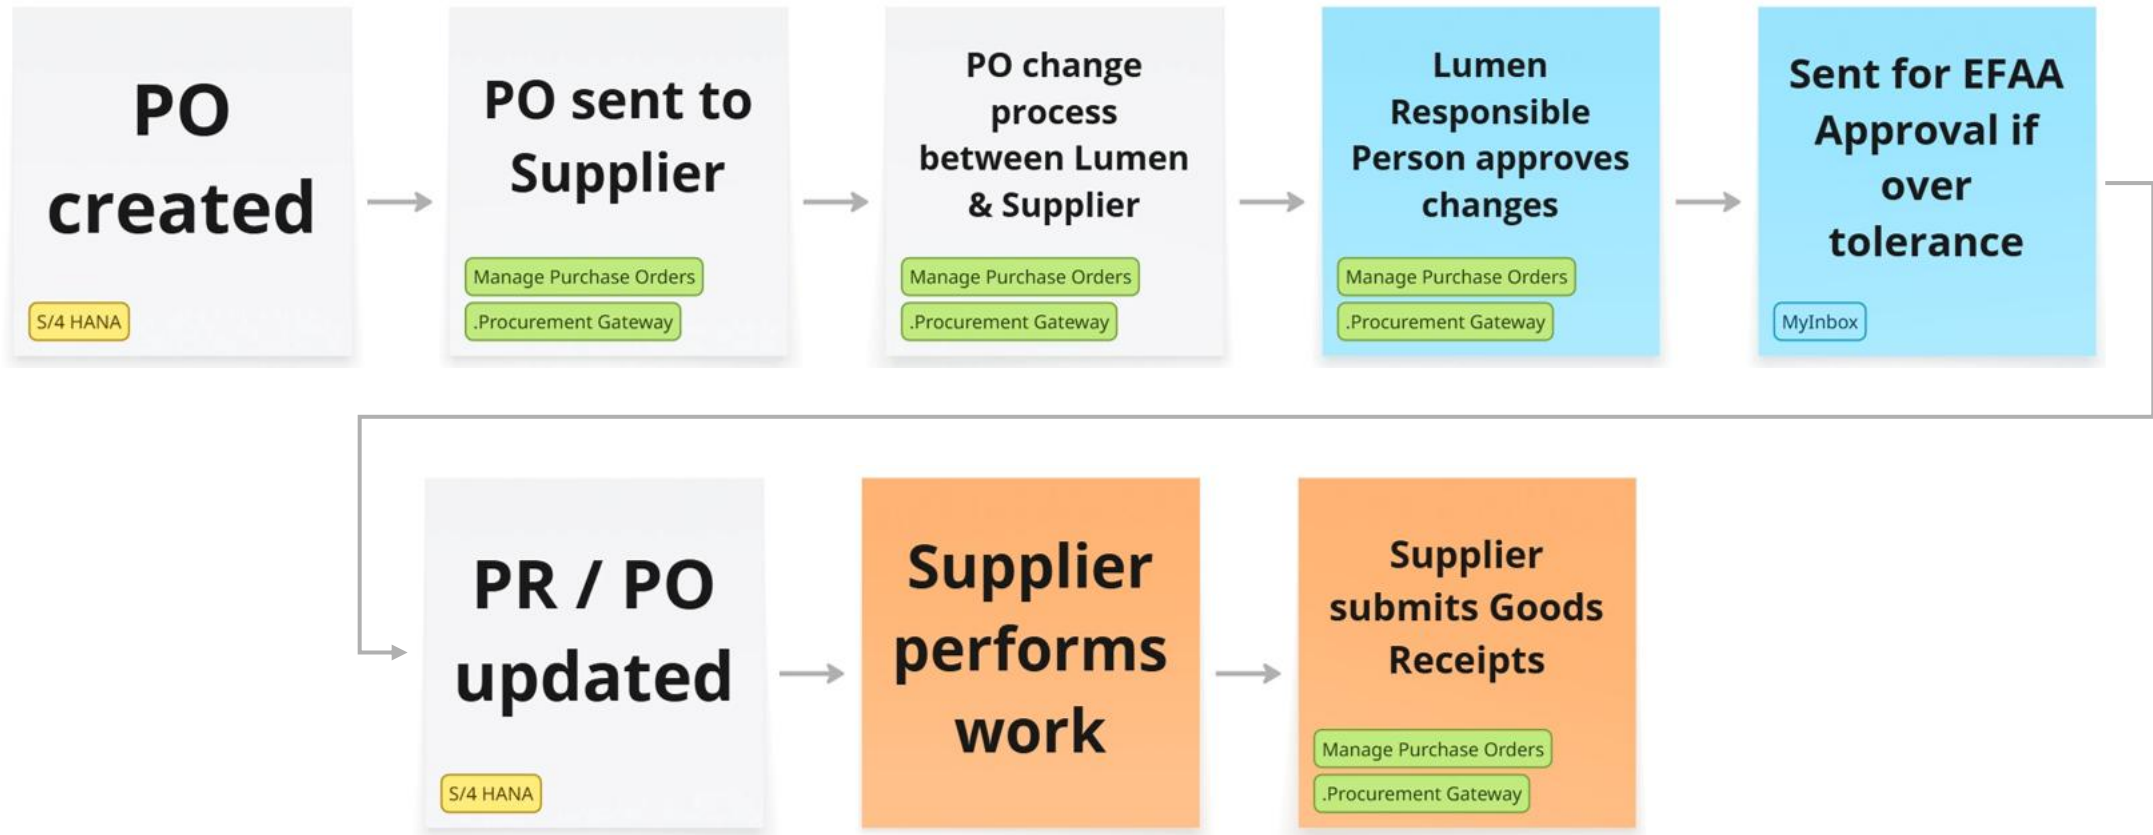 PO
created
S/4 HANA
PO sent to
Supplier
Manage Purchase Orders
.Procurement Gateway
PO change
process
between Lumen
& Supplier
Manage Purchase Orders
.Procurement Gateway
Lumen
Responsible
Person approves
changes
Manage Purchase Orders
.Procurement Gateway
Sent for EFAA
Approval if
over
tolerance
MyInbox
PR / PO
updated
S/4 HANA
Supplier
performs
work
Supplier
submits Goods
Receipts
Manage Purchase Orders
.Procurement Gateway